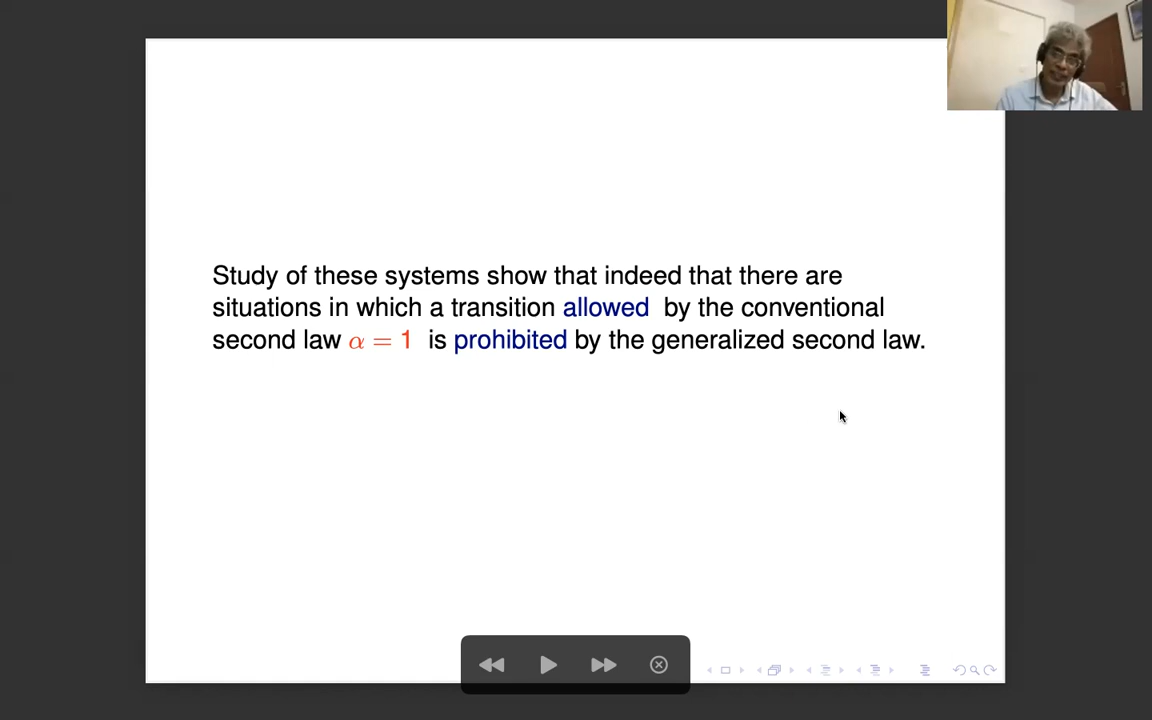 Study of these systems show that indeed that there are
situations in which a transition allowed by the conventional
second law α = 1 is prohibited by the generalized second law.